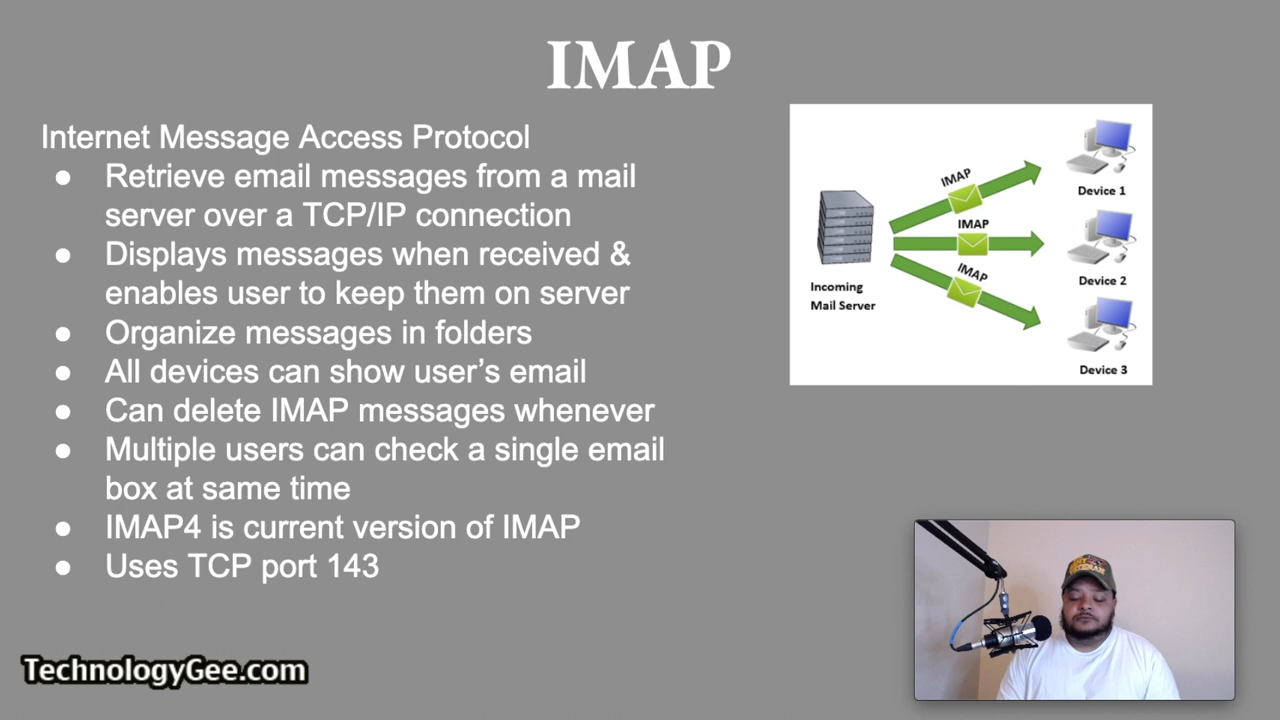 IMAP
Internet Message Access Protocol
● Retrieve email messages from a mail
server over a TCP/IP connection
● Displays messages when received &
enables user to keep them on server
● Organize messages in folders
● All devices can show user's email
● Can delete IMAP messages whenever
● Multiple users can check a single email
box at same time
● IMAP4 is current version of IMAP
● Uses TCP port 143
IMAP
Device 1
IMAP
Device 2
Incoming
Mail Server
IMAP
Device 3
TechnologyGee.com